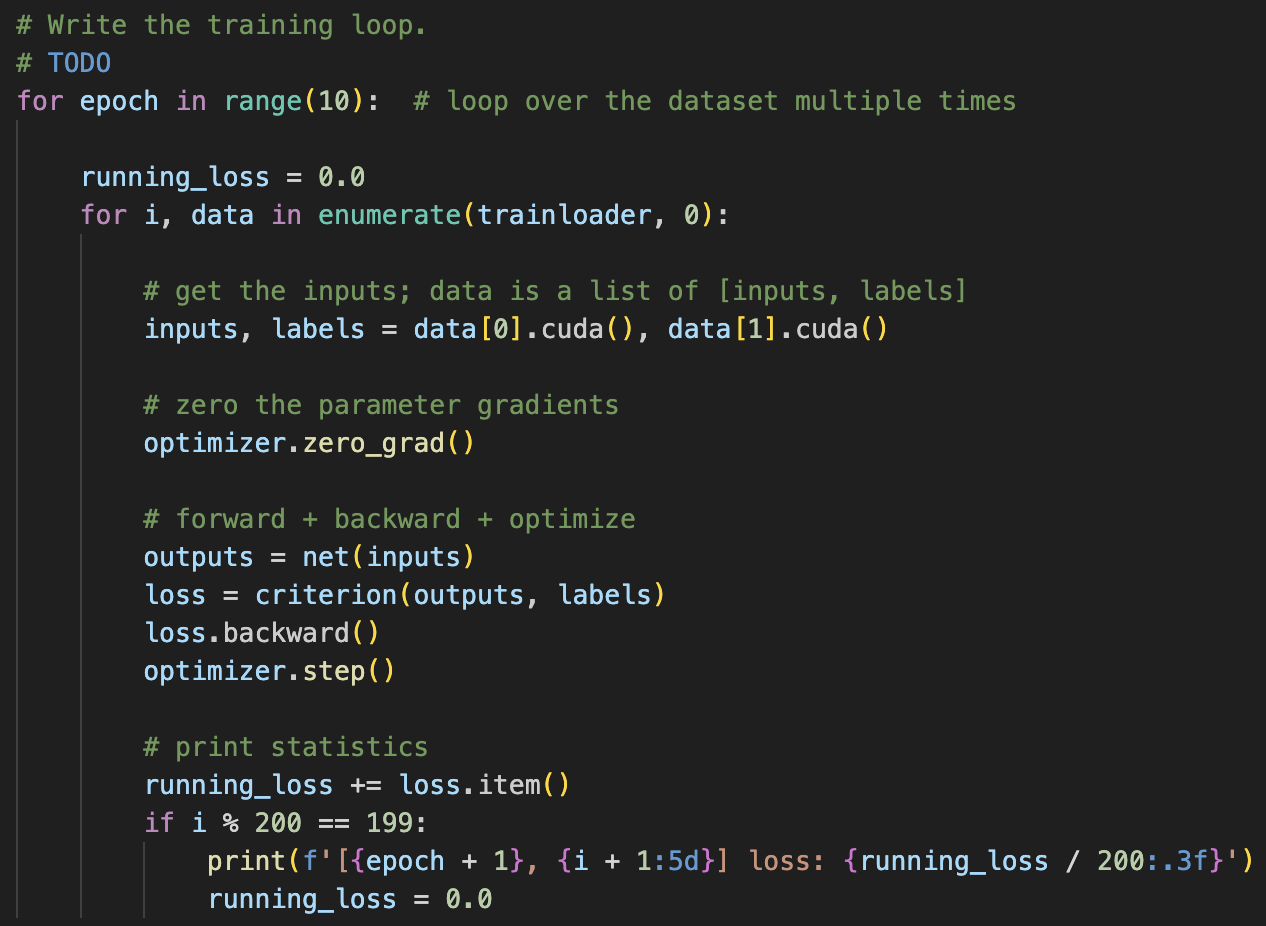 # Write the training loop.
# TODO
for epoch in range(10):  # loop over the dataset multiple times
    running_loss = 0.0
    for i, data in enumerate(trainloader, 0):
        # get the inputs; data is a list of [inputs, labels]
        inputs, labels = data[0].cuda(), data[1].cuda()
        # zero the parameter gradients
        optimizer.zero_grad()
        # forward + backward + optimize
        outputs = net(inputs)
        loss = criterion(outputs, labels)
        loss.backward()
        optimizer.step()
        # print statistics
        running_loss += loss.item()
        if i % 200 == 199:
            print(f'[{epoch + 1}, {i + 1:5d}] loss: {running_loss / 200:.3f}')
            running_loss = 0.0